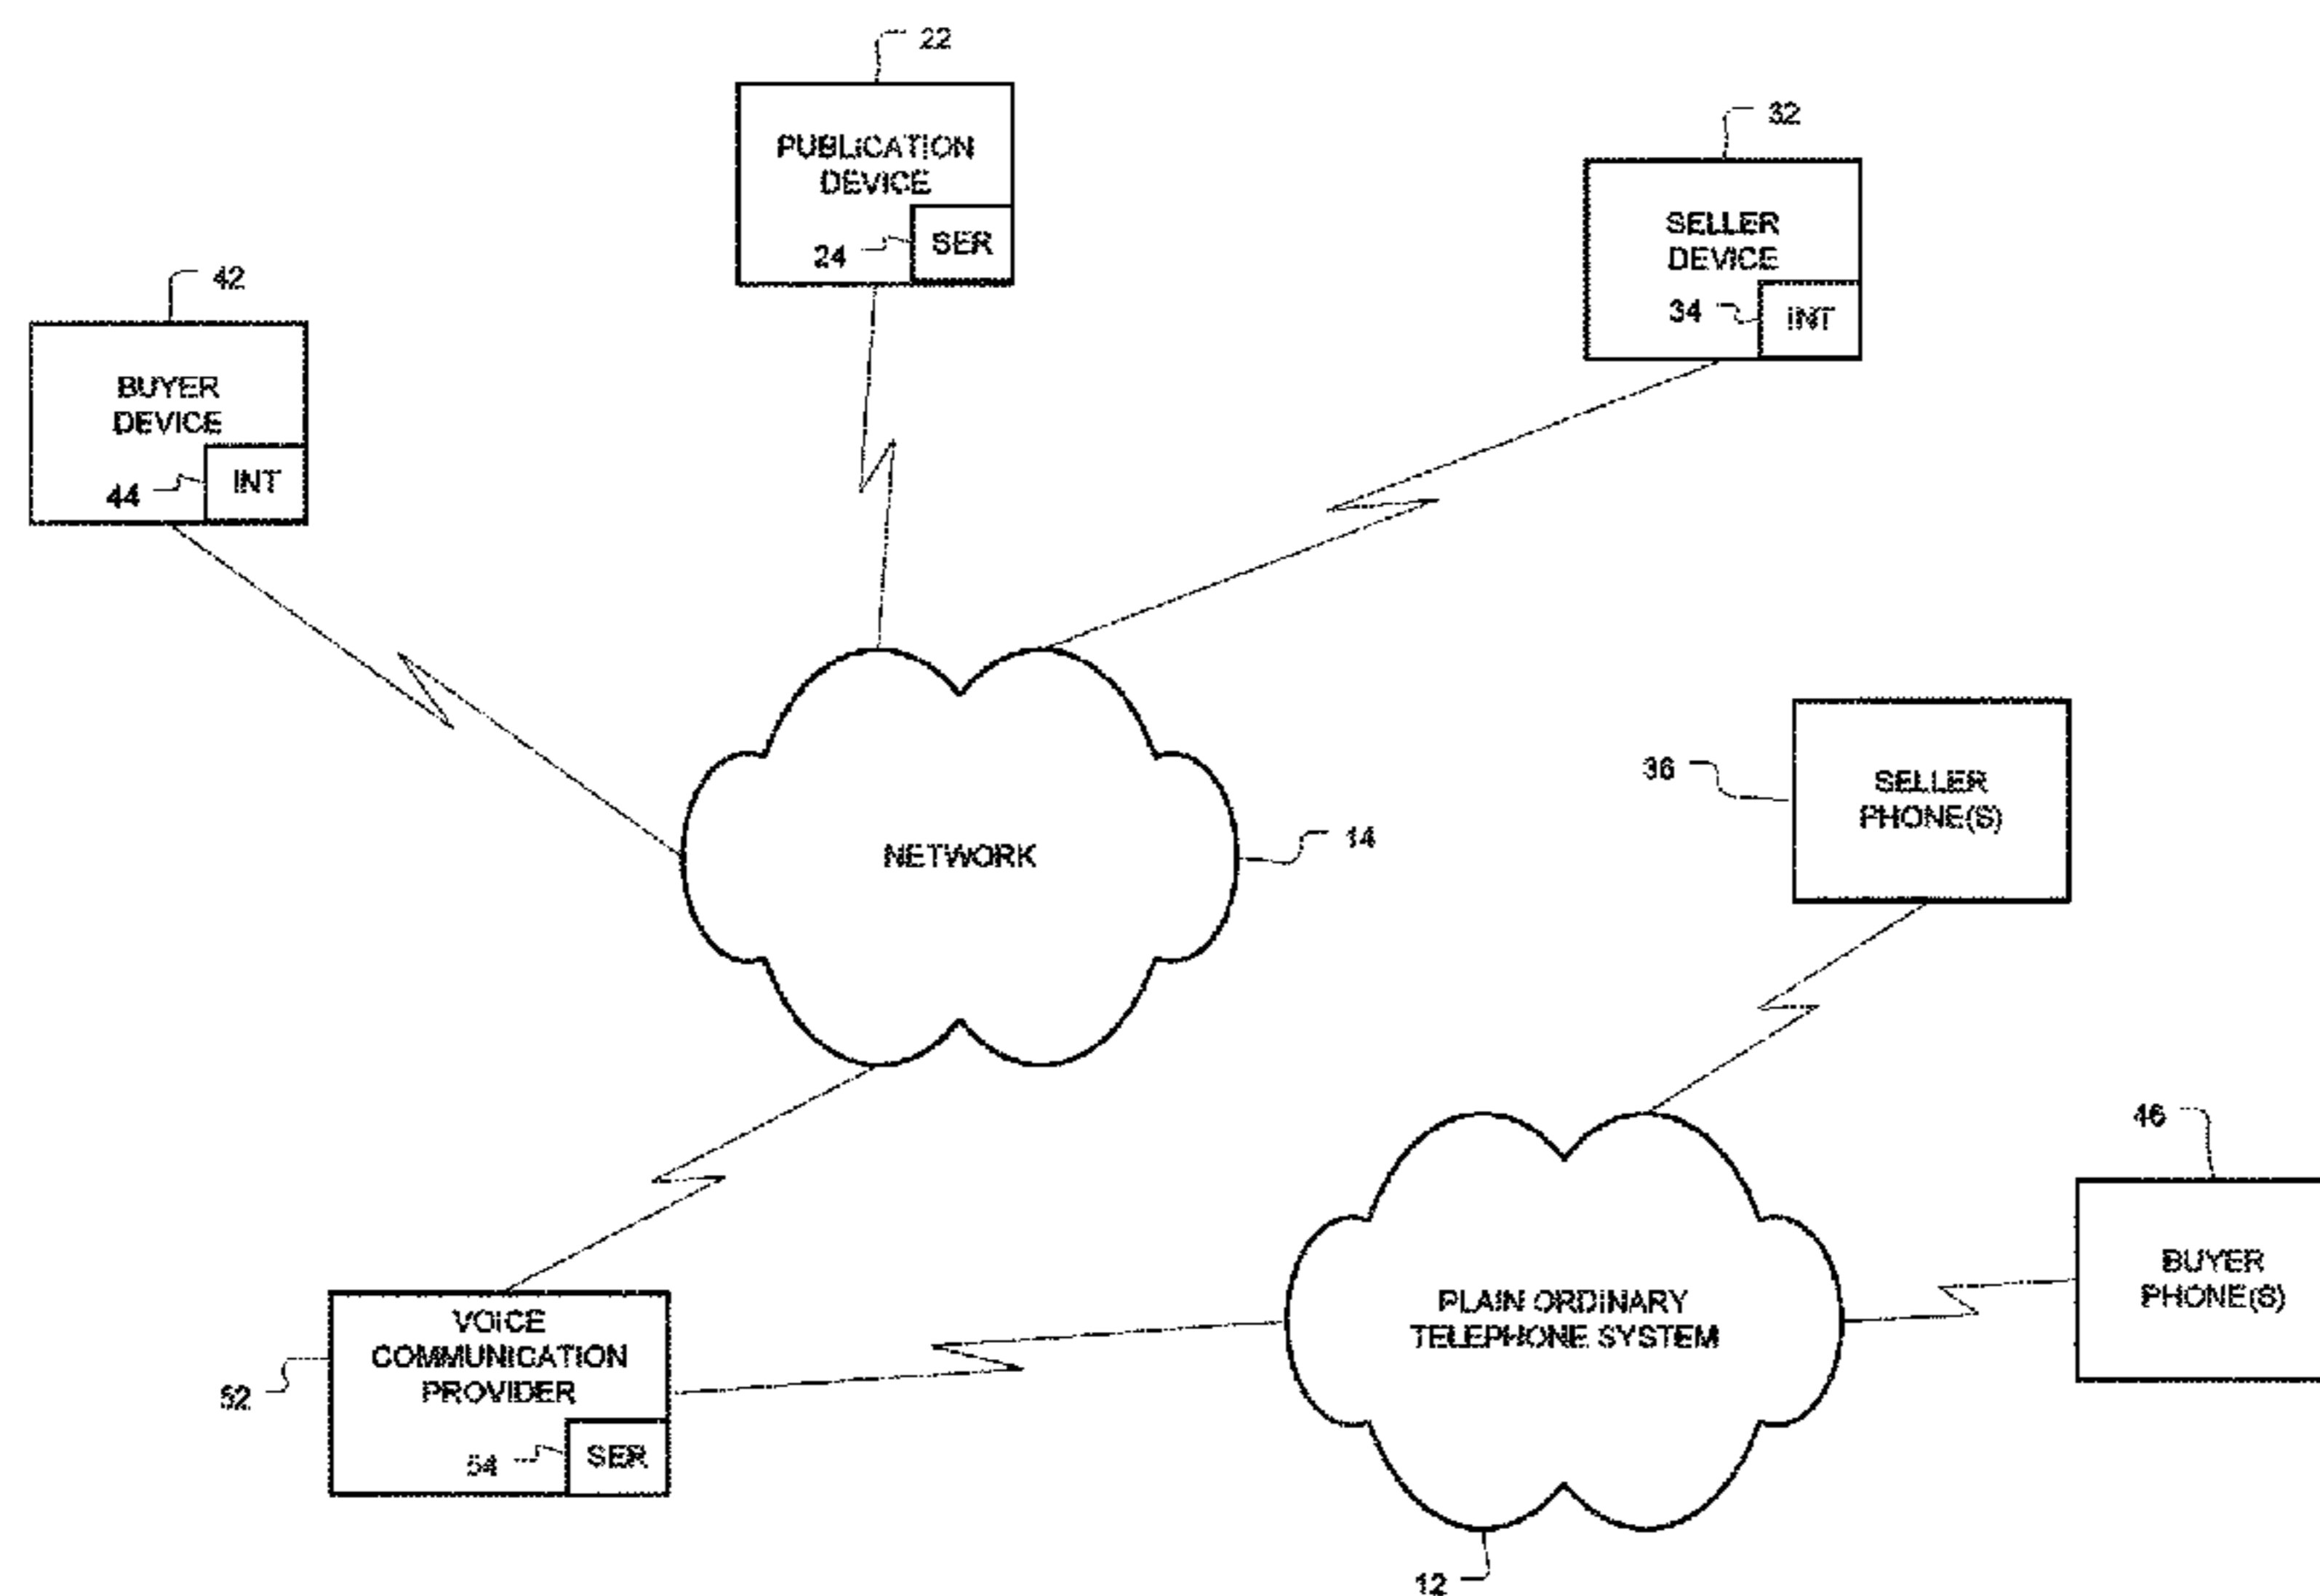 22
PUBLICATION
DEVICE
24
SER
32
SELLER
DEVICE
34
INT
42
BUYER
DEVICE
44
INT
NETWORK
14
36
SELLER
PHONE(S)
46
BUYER
PHONE(S)
PLAIN ORDINARY
TELEPHONE SYSTEM
12
VOICE
COMMUNICATION
PROVIDER
52
54
SER